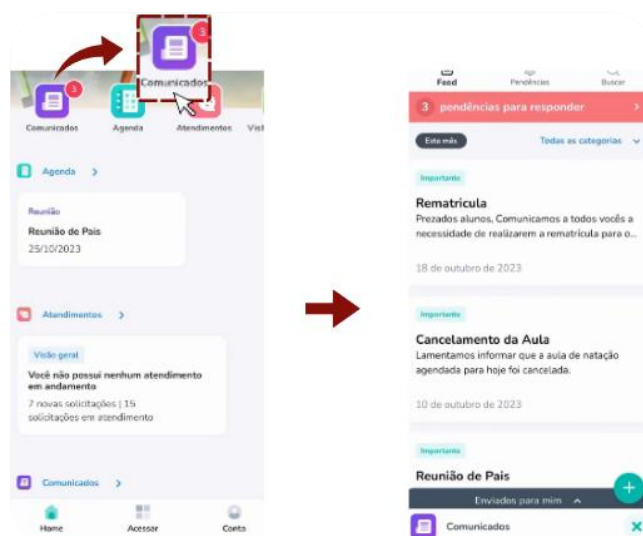 3
Comunicados
3
Comunicados
Agenda
Atendimentos
Agenda
Reunião
Reunião de Pais
25/10/2023
Atendimentos
Visão geral
Você não possui nenhum atendimento
em andamento
7 novas solicitações | 15
solicitações em atendimento
Comunicados
Home
Acessar
Conta
Feed
Pendências
Buscar
3 pendências para responder
Este mês
Todas as categorias
Importante
Rematricula
Prezados alunos, Comunicamos a todos vocês a
necessidade de realizarem a rematrícula para o...
18 de outubro de 2023
Importante
Cancelamento da Aula
Lamentamos informar que a aula de natação
agendada para hoje foi cancelada.
10 de outubro de 2023
Importante
Reunião de Pais
Enviados para mim
Comunicados